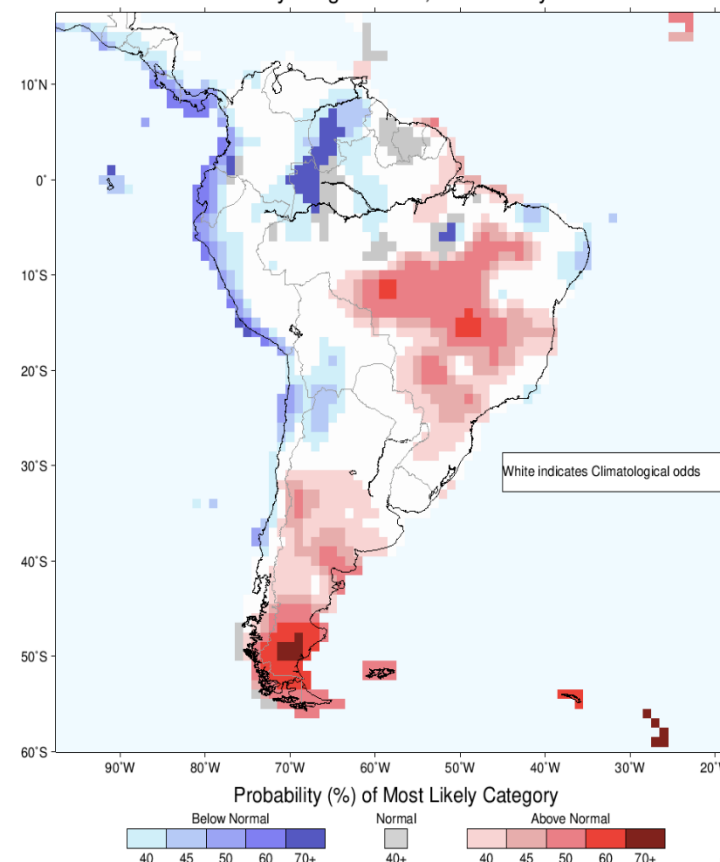 10°N
0°
10°S
20°S
30°S
40°S
50°S
60°S
White indicates Climatological odds
90°W 80°W 70°W 60°W 50°W 40°W 30°W 20°W
Probability (%) of Most Likely Category
Below Normal Normal Above Normal
40 45 50 60 70+ 40+ 40 45 50 60 70+